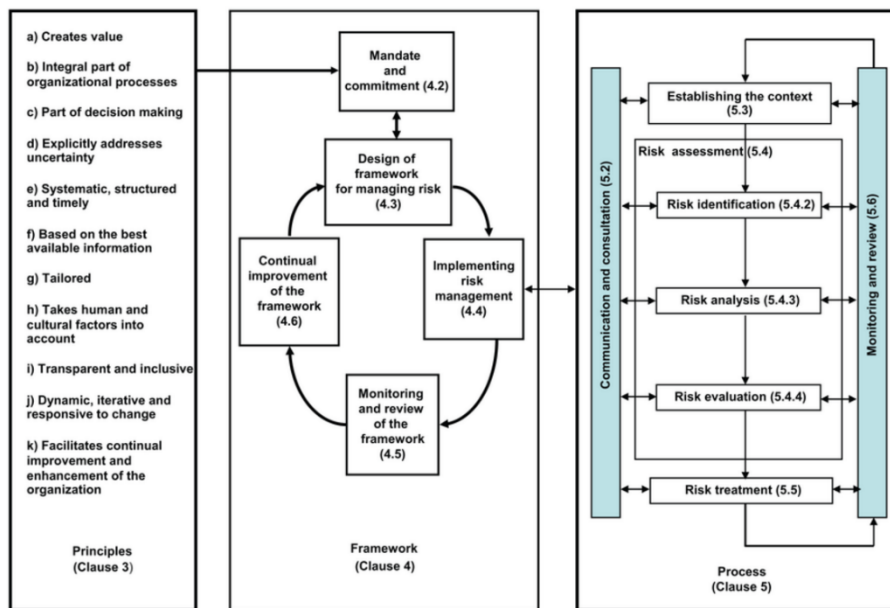 a) Creates value
b) Integral part of
organizational processes
c) Part of decision making
d) Explicitly addresses
uncertainty
e) Systematic, structured
and timely
f) Based on the best
available information
g) Tailored
h) Takes human and
cultural factors into
account
i) Transparent and inclusive
j) Dynamic, iterative and
responsive to change
k) Facilitates continual
improvement and
enhancement of the
organization
Principles
(Clause 3)
Mandate
and
commitment (4.2)
Design of
framework
for managing risk
(4.3)
Continual
improvement
of the
framework
(4.6)
Implementing
risk
management
(4.4)
Monitoring
and review
of the
framework
(4.5)
Framework
(Clause 4)
Communication and consultation (5.2)
Establishing the context
(5.3)
Risk assessment (5.4)
Risk identification (5.4.2)
Risk analysis (5.4.3)
Risk evaluation (5.4.4)
Risk treatment (5.5)
Monitoring and review (5.6)
Process
(Clause 5)